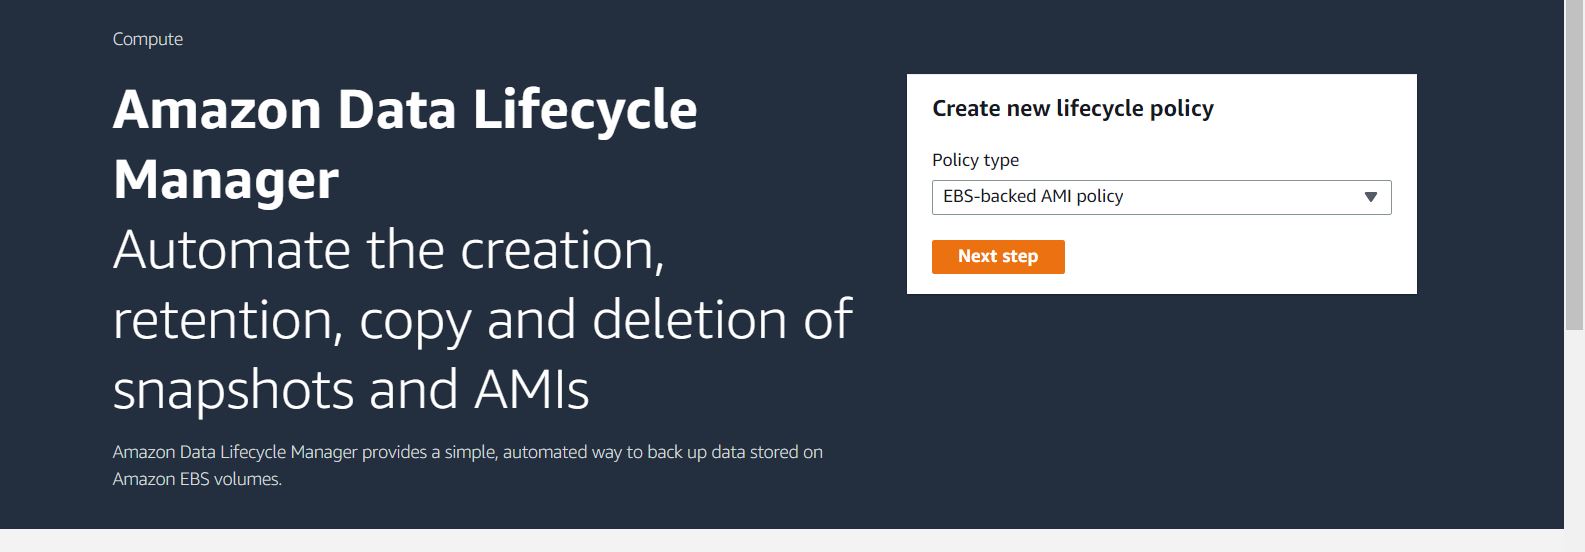 Compute
Amazon Data Lifecycle
Manager
Automate the creation,
retention, copy and deletion of
snapshots and AMIs
Amazon Data Lifecycle Manager provides a simple, automated way to back up data stored on
Amazon EBS volumes.
Create new lifecycle policy
Policy type
EBS-backed AMI policy
Next step